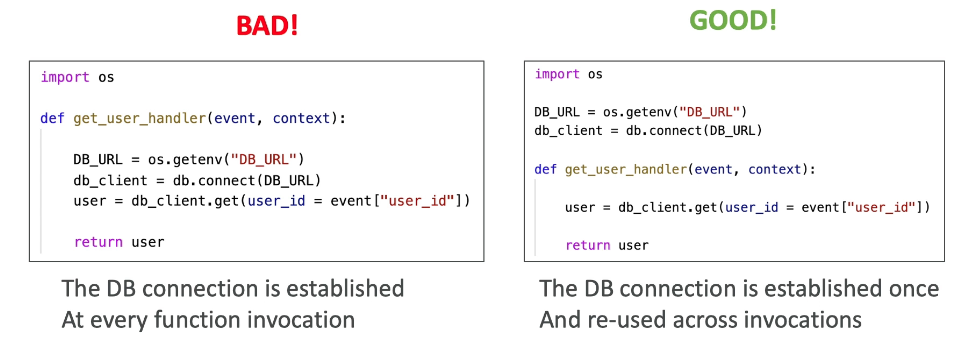 BAD!
import os
def get_user_handler(event, context):
DB_URL = os.getenv("DB_URL")
db_client = db.connect(DB_URL)
user = db_client.get(user_id = event["user_id"])
return user
The DB connection is established
At every function invocation
GOOD!
import os
DB_URL = os.getenv("DB_URL")
db_client = db.connect(DB_URL)
def get_user_handler(event, context):
user = db_client.get(user_id = event["user_id"])
return user
The DB connection is established once
And re-used across invocations